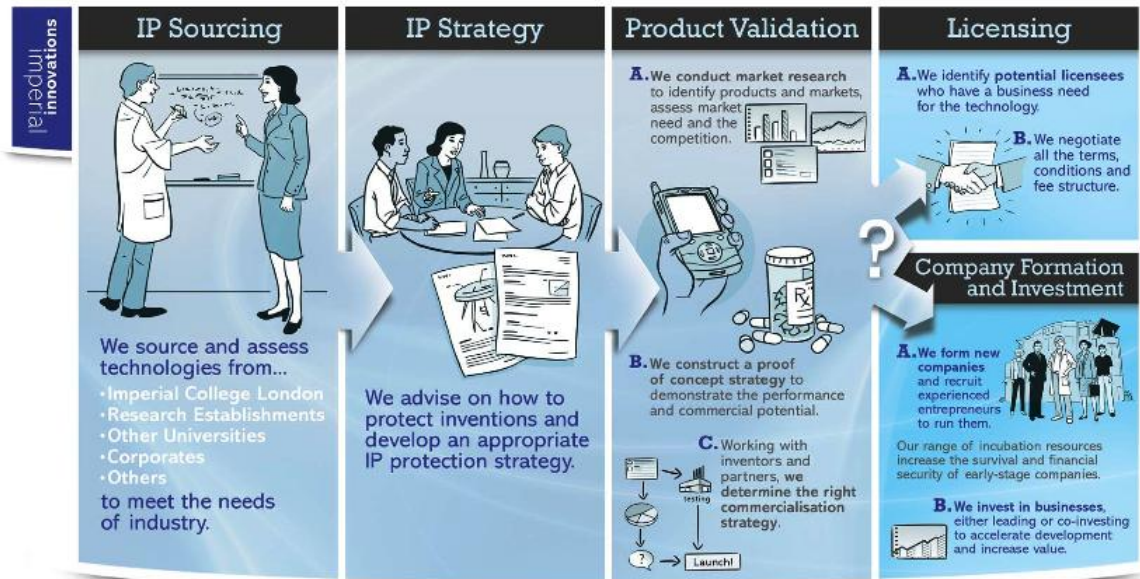 imperial
innovations
IP Sourcing
We source and assess
technologies from...
•Imperial College London
•Research Establishments
•Other Universities
•Corporates
•Others
to meet the needs
of industry.
IP Strategy
We advise on how to
protect inventions and
develop an appropriate
IP protection strategy.
Product Validation
A. We conduct market research
to identify products and markets,
assess market
need and the
competition.
Rx
B. We construct a proof
of concept strategy to
demonstrate the performance
and commercial potential.
C. Working with
inventors and
partners, we
determine the right
commercialisation
strategy.
testing
?
Launch!
?
Licensing
A. We identify potential licensees
who have a business need
for the technology.
B. We negotiate
all the terms,
conditions and
fee structure.
Company Formation
and Investment
A. We form new
companies
and recruit
experienced
entrepreneurs
to run them.
Our range of incubation resources
increase the survival and financial
security of early-stage companies.
B. We invest in businesses,
either leading or co-investing
to accelerate development
and increase value.